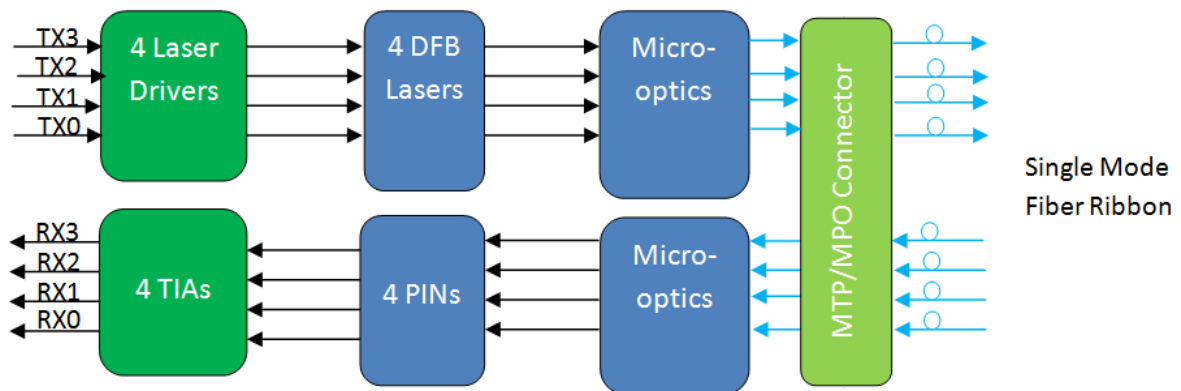 TX3
TX2
TX1
TX0
4 Laser
Drivers
4 DFB
Lasers
Micro-
optics
MTP/MPO Connector
Single Mode
Fiber Ribbon
RX3
RX2
RX1
RX0
4 TIAs
4 PINs
Micro-
optics